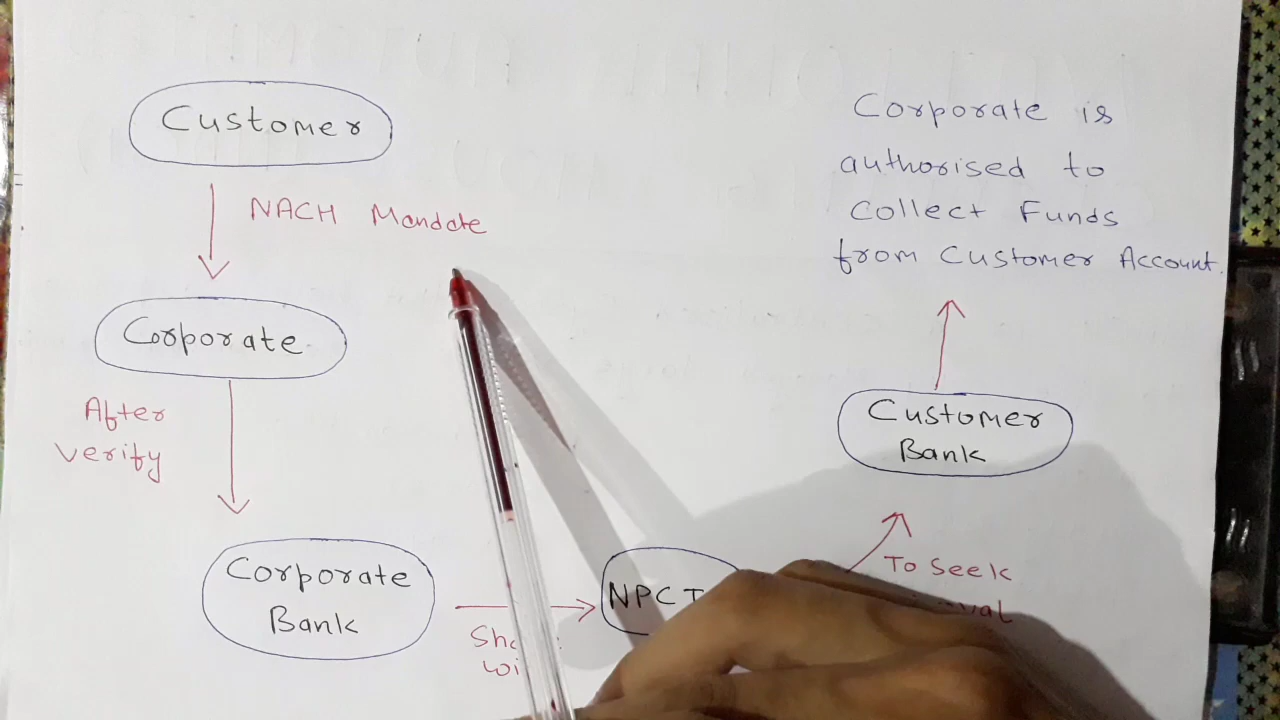 Customer
NACH Mandate
Corporate
After
verify
Corporate
Bank
NPCI
To Seek
Customer
Bank
Corporate is
authorised to
Collect Funds
from Customer Account.